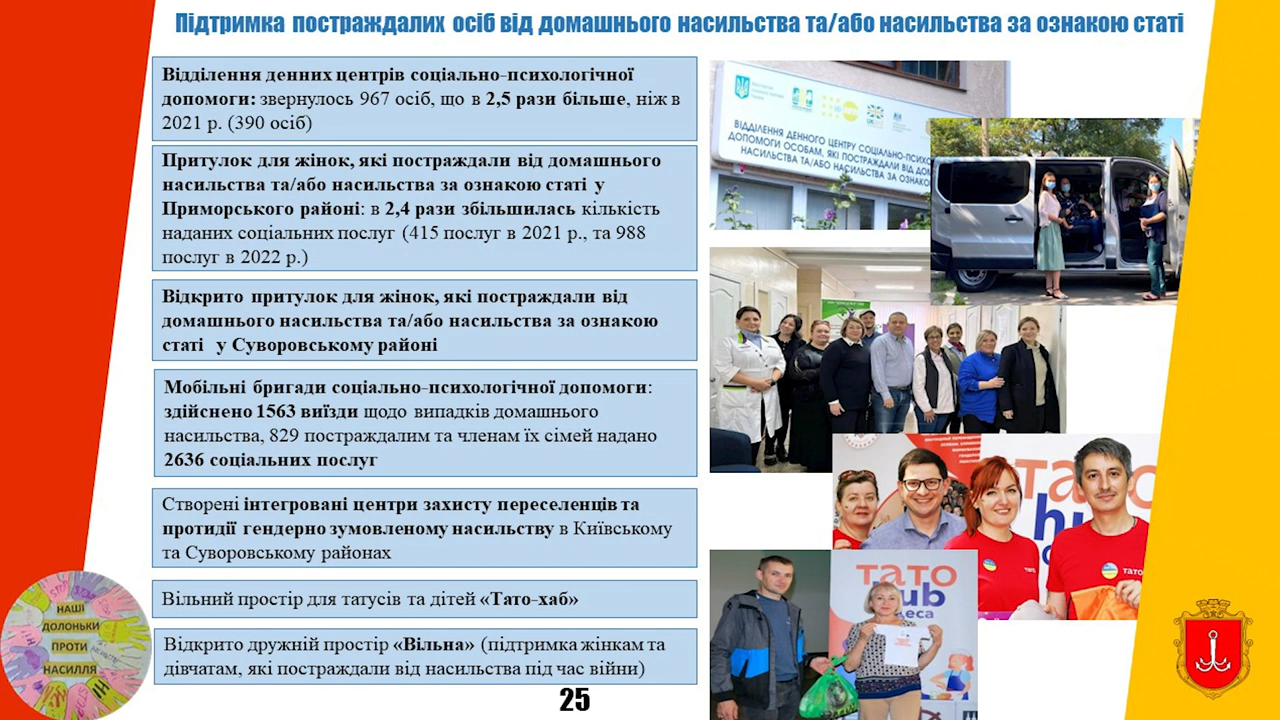 Підтримка постраждалих осіб від домашнього насильства та/або насильства за ознакою статі
Відділення денних центрів соціально-психологічної
допомоги: звернулось 967 осіб, що в 2,5 рази більше, ніж в
2021 р. (390 осіб)
Притулок для жінок, які постраждали від домашнього
насильства та/або насильства за ознакою статі у
Приморського районі: в 2,4 рази збільшилась кількість
наданих соціальних послуг (415 послуг в 2021 р., та 988
послуг в 2022 р.)
Відкрито притулок для жінок, які постраждали від
домашнього насильства та/або насильства за ознакою
статі у Суворовському районі
Мобільні бригади соціально-психологічної допомоги:
здійснено 1563 виїзди щодо випадків домашнього
насильства, 829 постраждалим та членам їх сімей надано
2636 соціальних послуг
Створені інтегровані центри захисту переселенців та
протидії гендерно зумовленому насильству в Київському
та Суворовському районах
Вільний простір для татусів та дітей «Тато-хаб»
Відкрито дружній простір «Вільна» (підтримка жінкам та
дівчатам, які постраждали від насильства під час війни)
25
НАШІ
ДОЛОНЬКИ
ПРОТИ
НАСИЛЛЯ
ВІДДІЛЕННЯ ДЕННОГО ЦЕНТРУ СОЦІАЛЬНО-ПСИХО
ДОПОМОГИ ОСОБАМ, ЯКІ ПОСТРАЖДАЛИ ВІД ДОМ
НАСИЛЬСТВА ТА/АБО НАСИЛЬСТВА ЗА ОЗНАКО
тато
hub
тато
тато
hub
еса